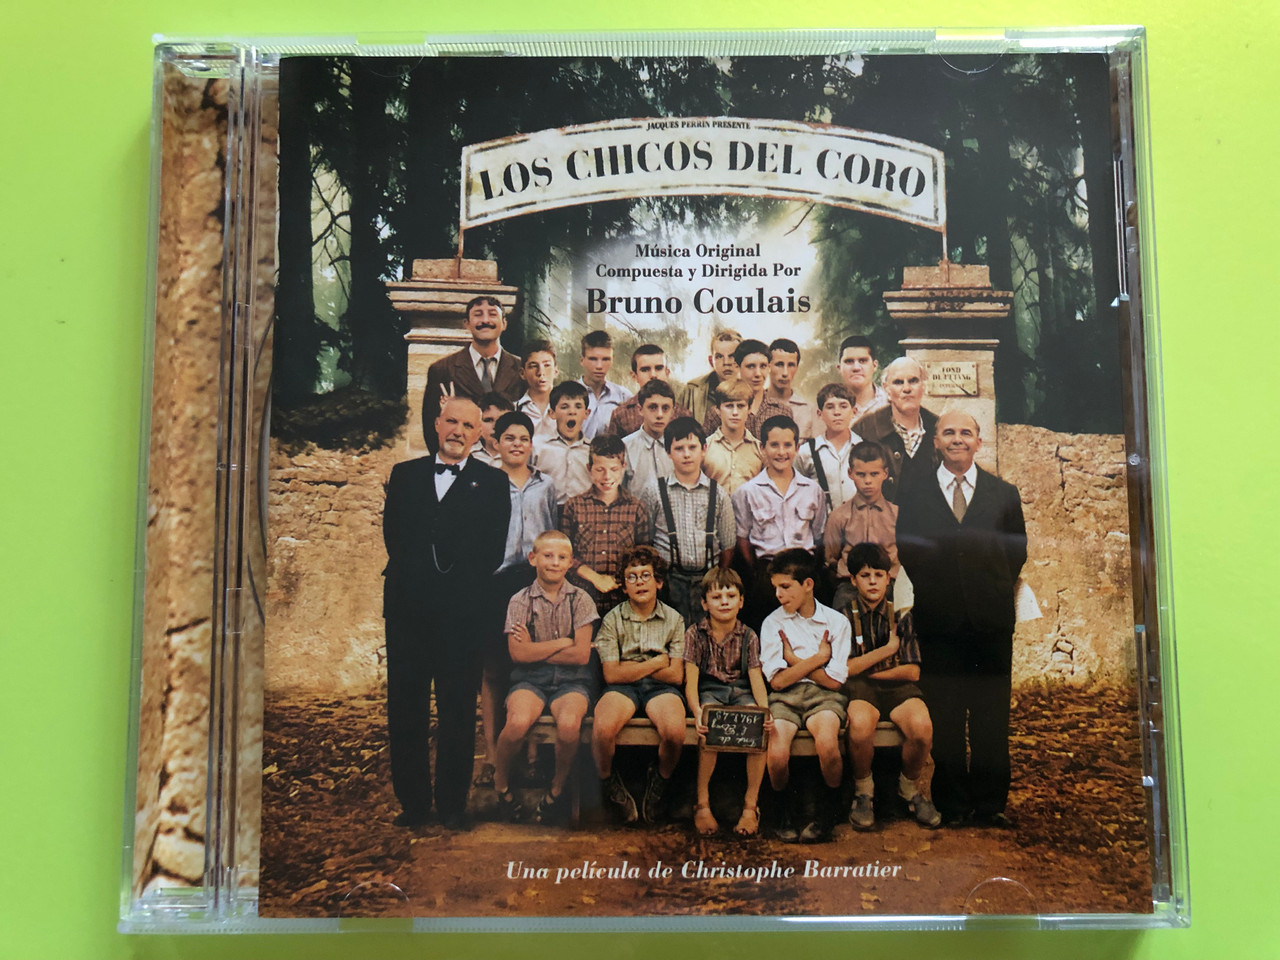 JACQUES PERRIN PRESENTE
LOS CHICOS DEL CORO
Música Original
Compuesta y Dirigida Por
Bruno Coulais
FOND
DE L'ETANG
Una película de Christophe Barratier